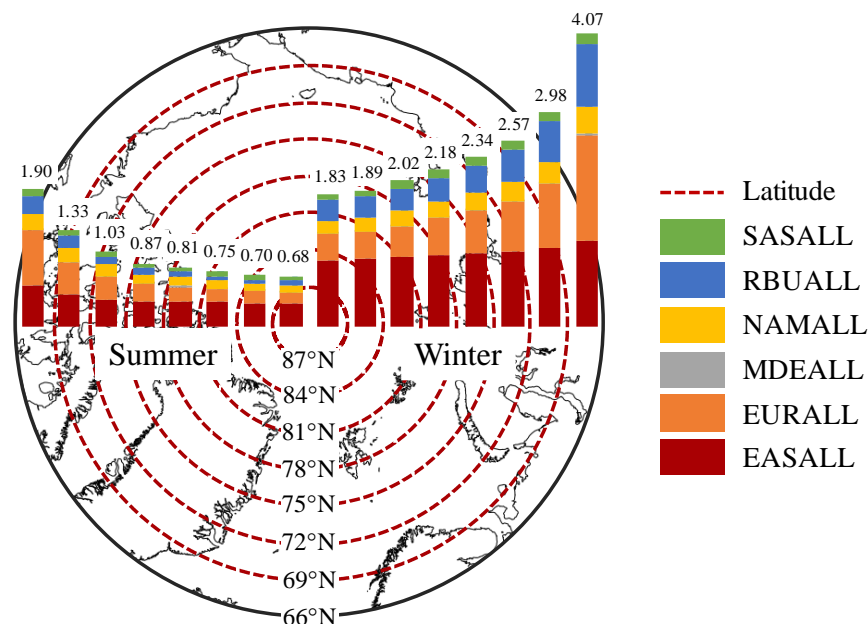 4.07
2.98
2.57
2.34
2.18
2.02
1.89
1.83
1.90
1.33
1.03
0.87
0.81
0.75
0.70
0.68
Summer
Winter
87°N
84°N
81°N
78°N
75°N
72°N
69°N
66°N
Latitude
SASALL
RBUALL
NAMALL
MDEALL
EURALL
EASALL